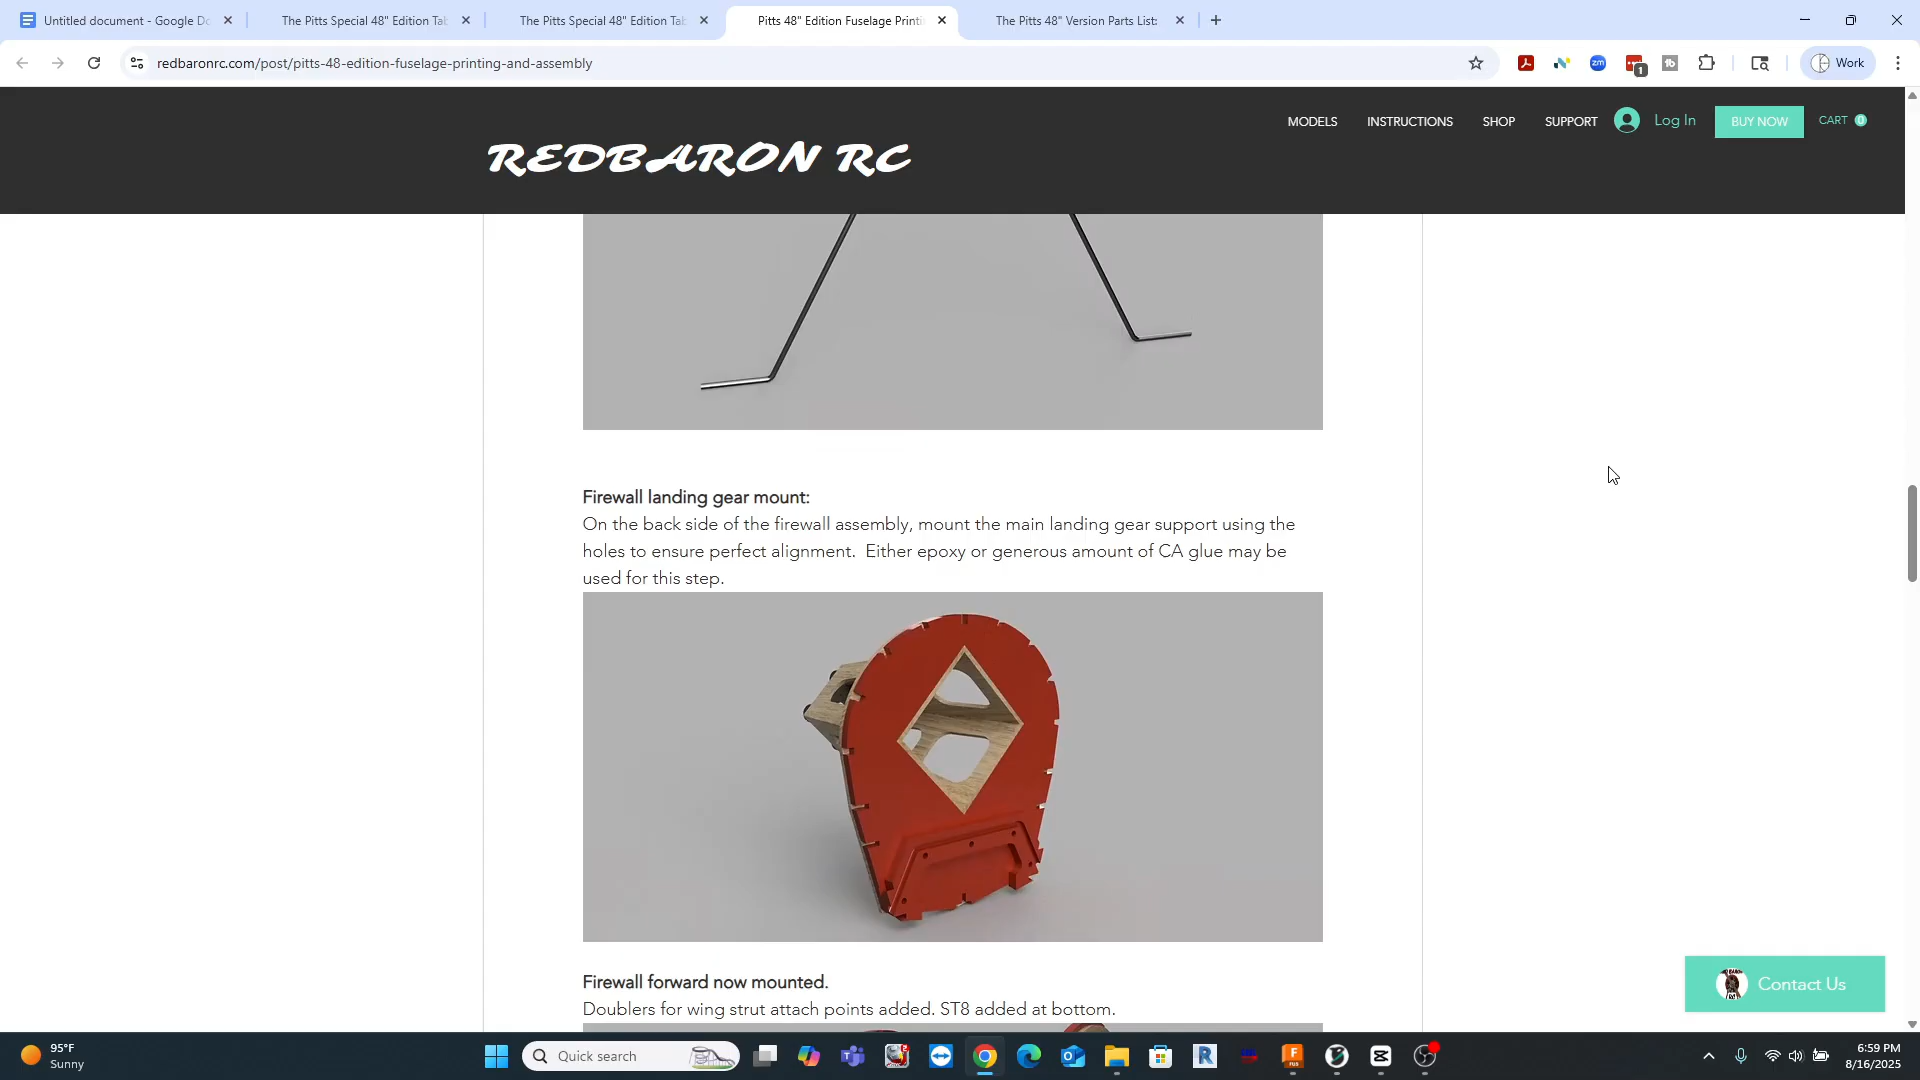 Untitled document - Google Do
The Pitts Special 48" Edition Tab
The Pitts Special 48" Edition Tab
Pitts 48" Edition Fuselage Printi
The Pitts 48" Version Parts List:
redbaronrc.com/post/pitts-48-edition-fuselage-printing-and-assembly
zm
1
Work
REDBARON RC
MODELS
INSTRUCTIONS
SHOP
SUPPORT
Log In
BUY NOW
CART 0
Firewall landing gear mount:
On the back side of the firewall assembly, mount the main landing gear support using the
holes to ensure perfect alignment.  Either epoxy or generous amount of CA glue may be
used for this step.
Firewall forward now mounted.
Doublers for wing strut attach points added. ST8 added at bottom.
Contact Us
95°F
Sunny
Quick search
6:59 PM
8/16/2025